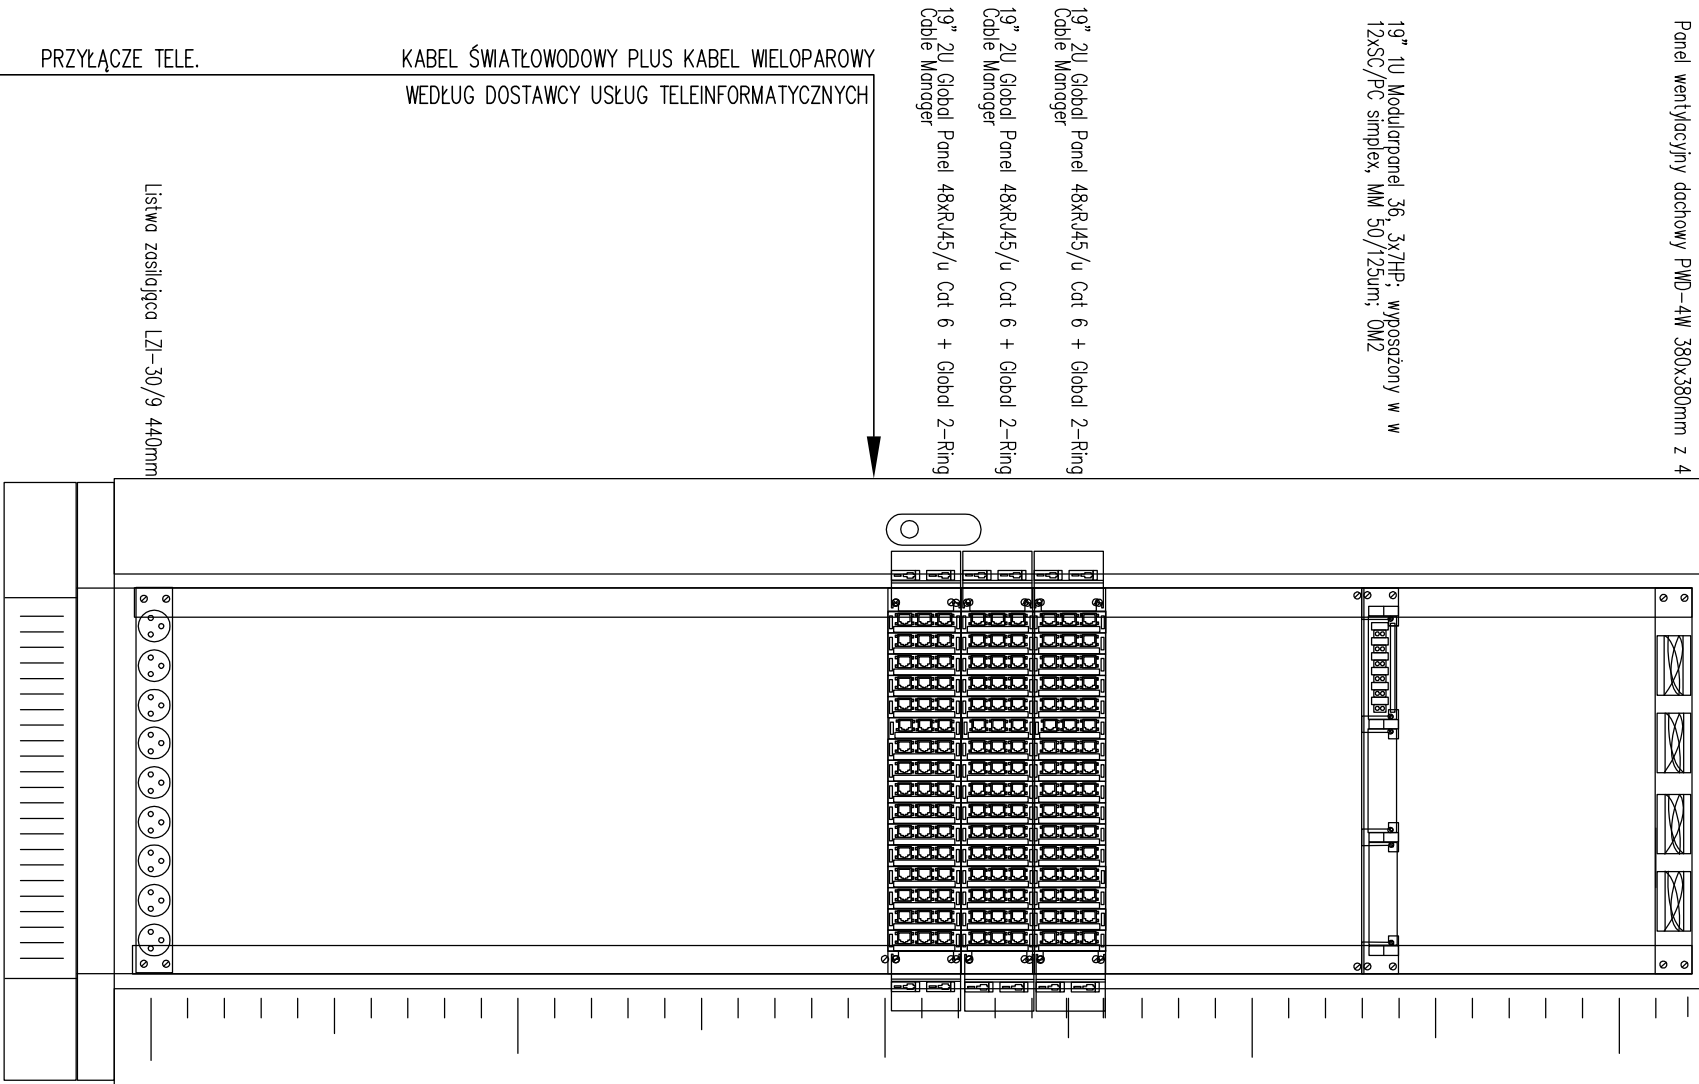 PRZYŁĄCZE TELE.
KABEL ŚWIATŁOWODOWY PLUS KABEL WIELOPAROWY
WEDŁUG DOSTAWCY USŁUG TELEINFORMATYCZNYCH
Listwa zasilająca LZI-30/9 440mm
19" 2U Global Panel 48xRJ45/u Cat 6 + Global 2-Ring
Cable Manager
19" 2U Global Panel 48xRJ45/u Cat 6 + Global 2-Ring
Cable Manager
19" 2U Global Panel 48xRJ45/u Cat 6 + Global 2-Ring
Cable Manager
19" 1U Modularpanel 36, 3x7HP; wyposażony w w
12xSC/PC simplex, MM 50/125um; OM2
Panel wentylacyjny dachowy PWD-4W 380x380mm z 4